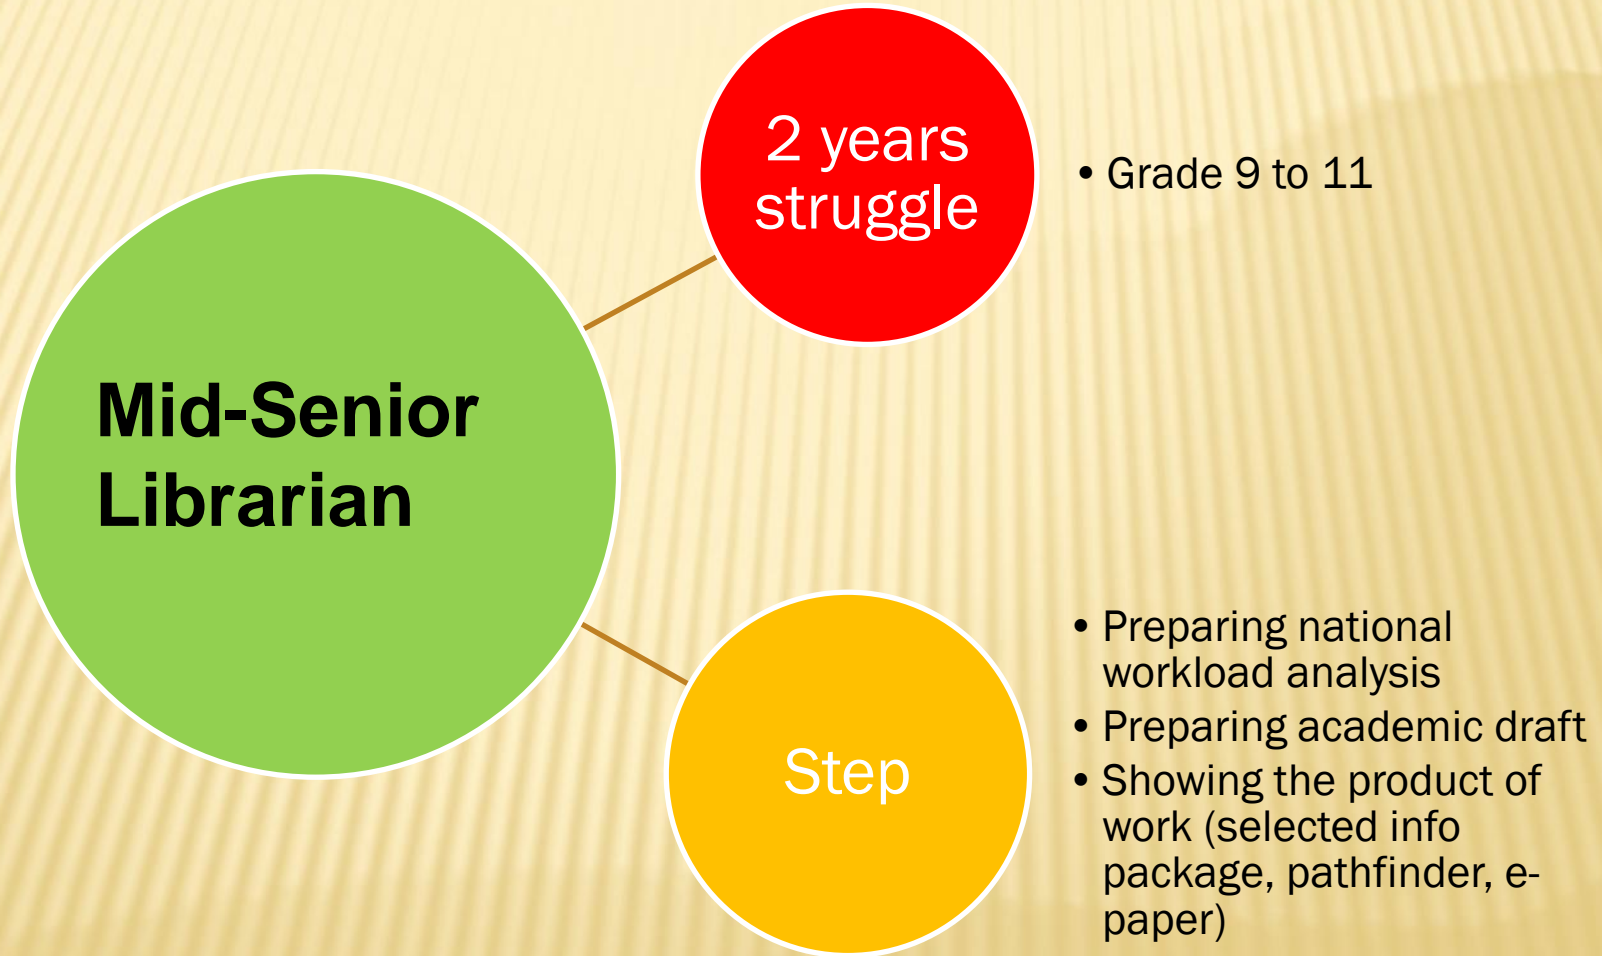 Mid-Senior
Librarian
2 years
struggle
• Grade 9 to 11
Step
• Preparing national
workload analysis
• Preparing academic draft
• Showing the product of
work (selected info
package, pathfinder, e-
paper)